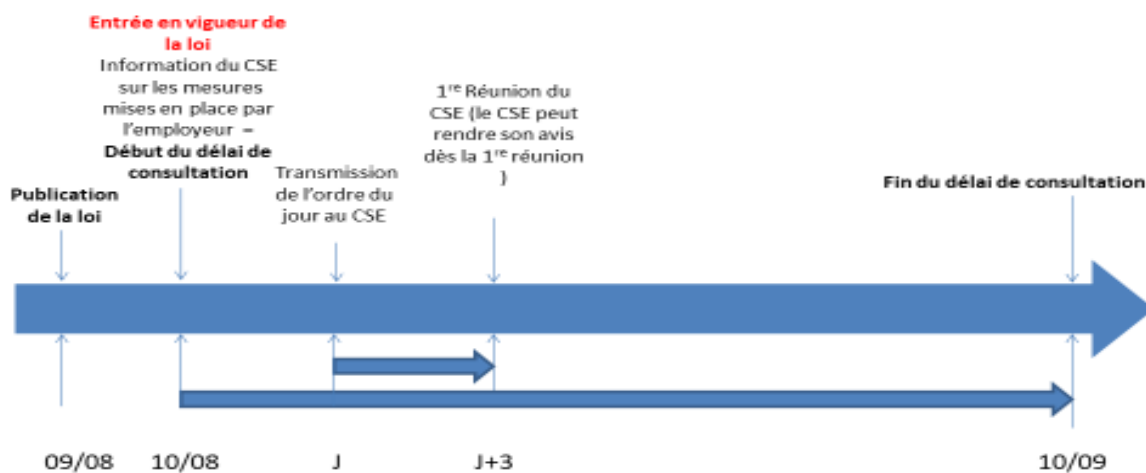 Publication
de la loi
Entrée en vigueur de
la loi
Information du CSE
sur les mesures
mises en place par
l’employeur –
Début du délai de
consultation
Transmission
de l’ordre du
jour au CSE
1re Réunion du
CSE (le CSE peut
rendre son avis
dès la 1re réunion
)
Fin du délai de consultation
09/08
10/08
J
J+3
10/09